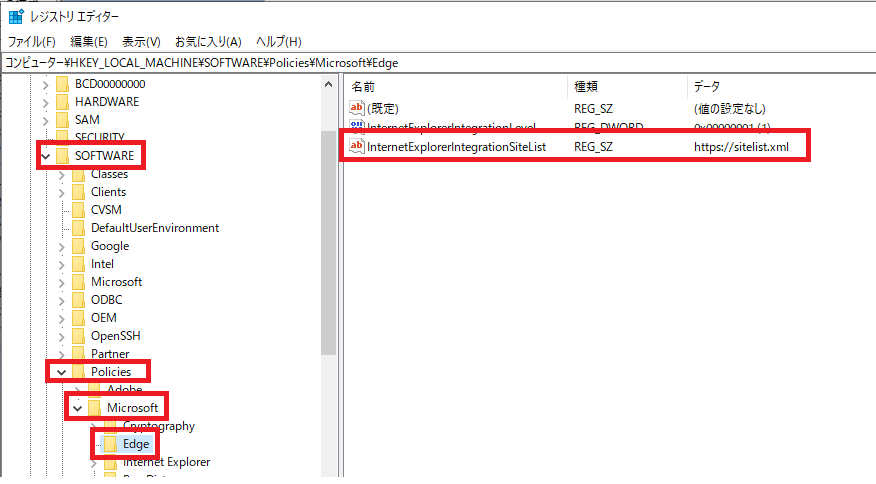 レジストリ エディター
ファイル(F) 編集(E) 表示(V) お気に入り(A) ヘルプ(H)
コンピューター¥HKEY_LOCAL_MACHINE¥SOFTWARE¥Policies¥Microsoft¥Edge
BCD00000000
HARDWARE
SAM
SECURITY
SOFTWARE
Classes
Clients
CVSM
DefaultUserEnvironment
Google
Intel
Microsoft
ODBC
OEM
OpenSSH
Partner
Policies
Adobe
Microsoft
Cryptography
Edge
Internet Explorer
名前 種類 データ
(既定) REG_SZ (値の設定なし)
InternetExplorerIntegrationLevel REG_DWORD 0x00000001 (1)
InternetExplorerIntegrationSiteList REG_SZ https://sitelist.xml